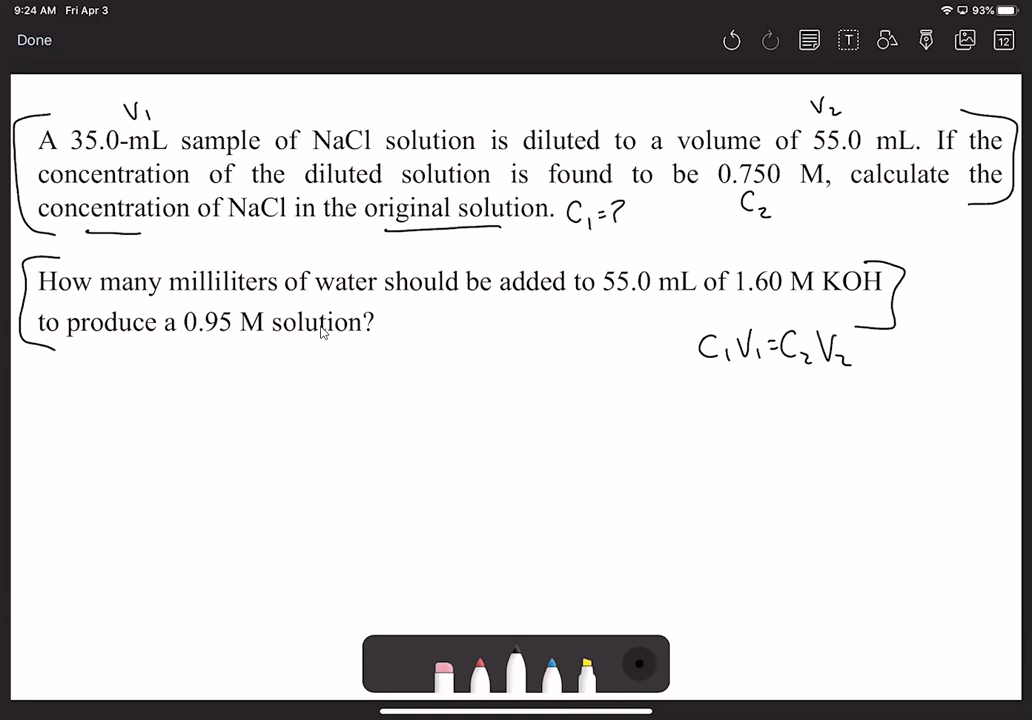 9:24 AM Fri Apr 3
93%
Done
T
12
V₁
V₂
A 35.0-mL sample of NaCl solution is diluted to a volume of 55.0 mL. If the
concentration of the diluted solution is found to be 0.750 M, calculate the
concentration of NaCl in the original solution. C₁=?
C₂
How many milliliters of water should be added to 55.0 mL of 1.60 M KOH
to produce a 0.95 M solution?
C₁V₁=C₂V₂